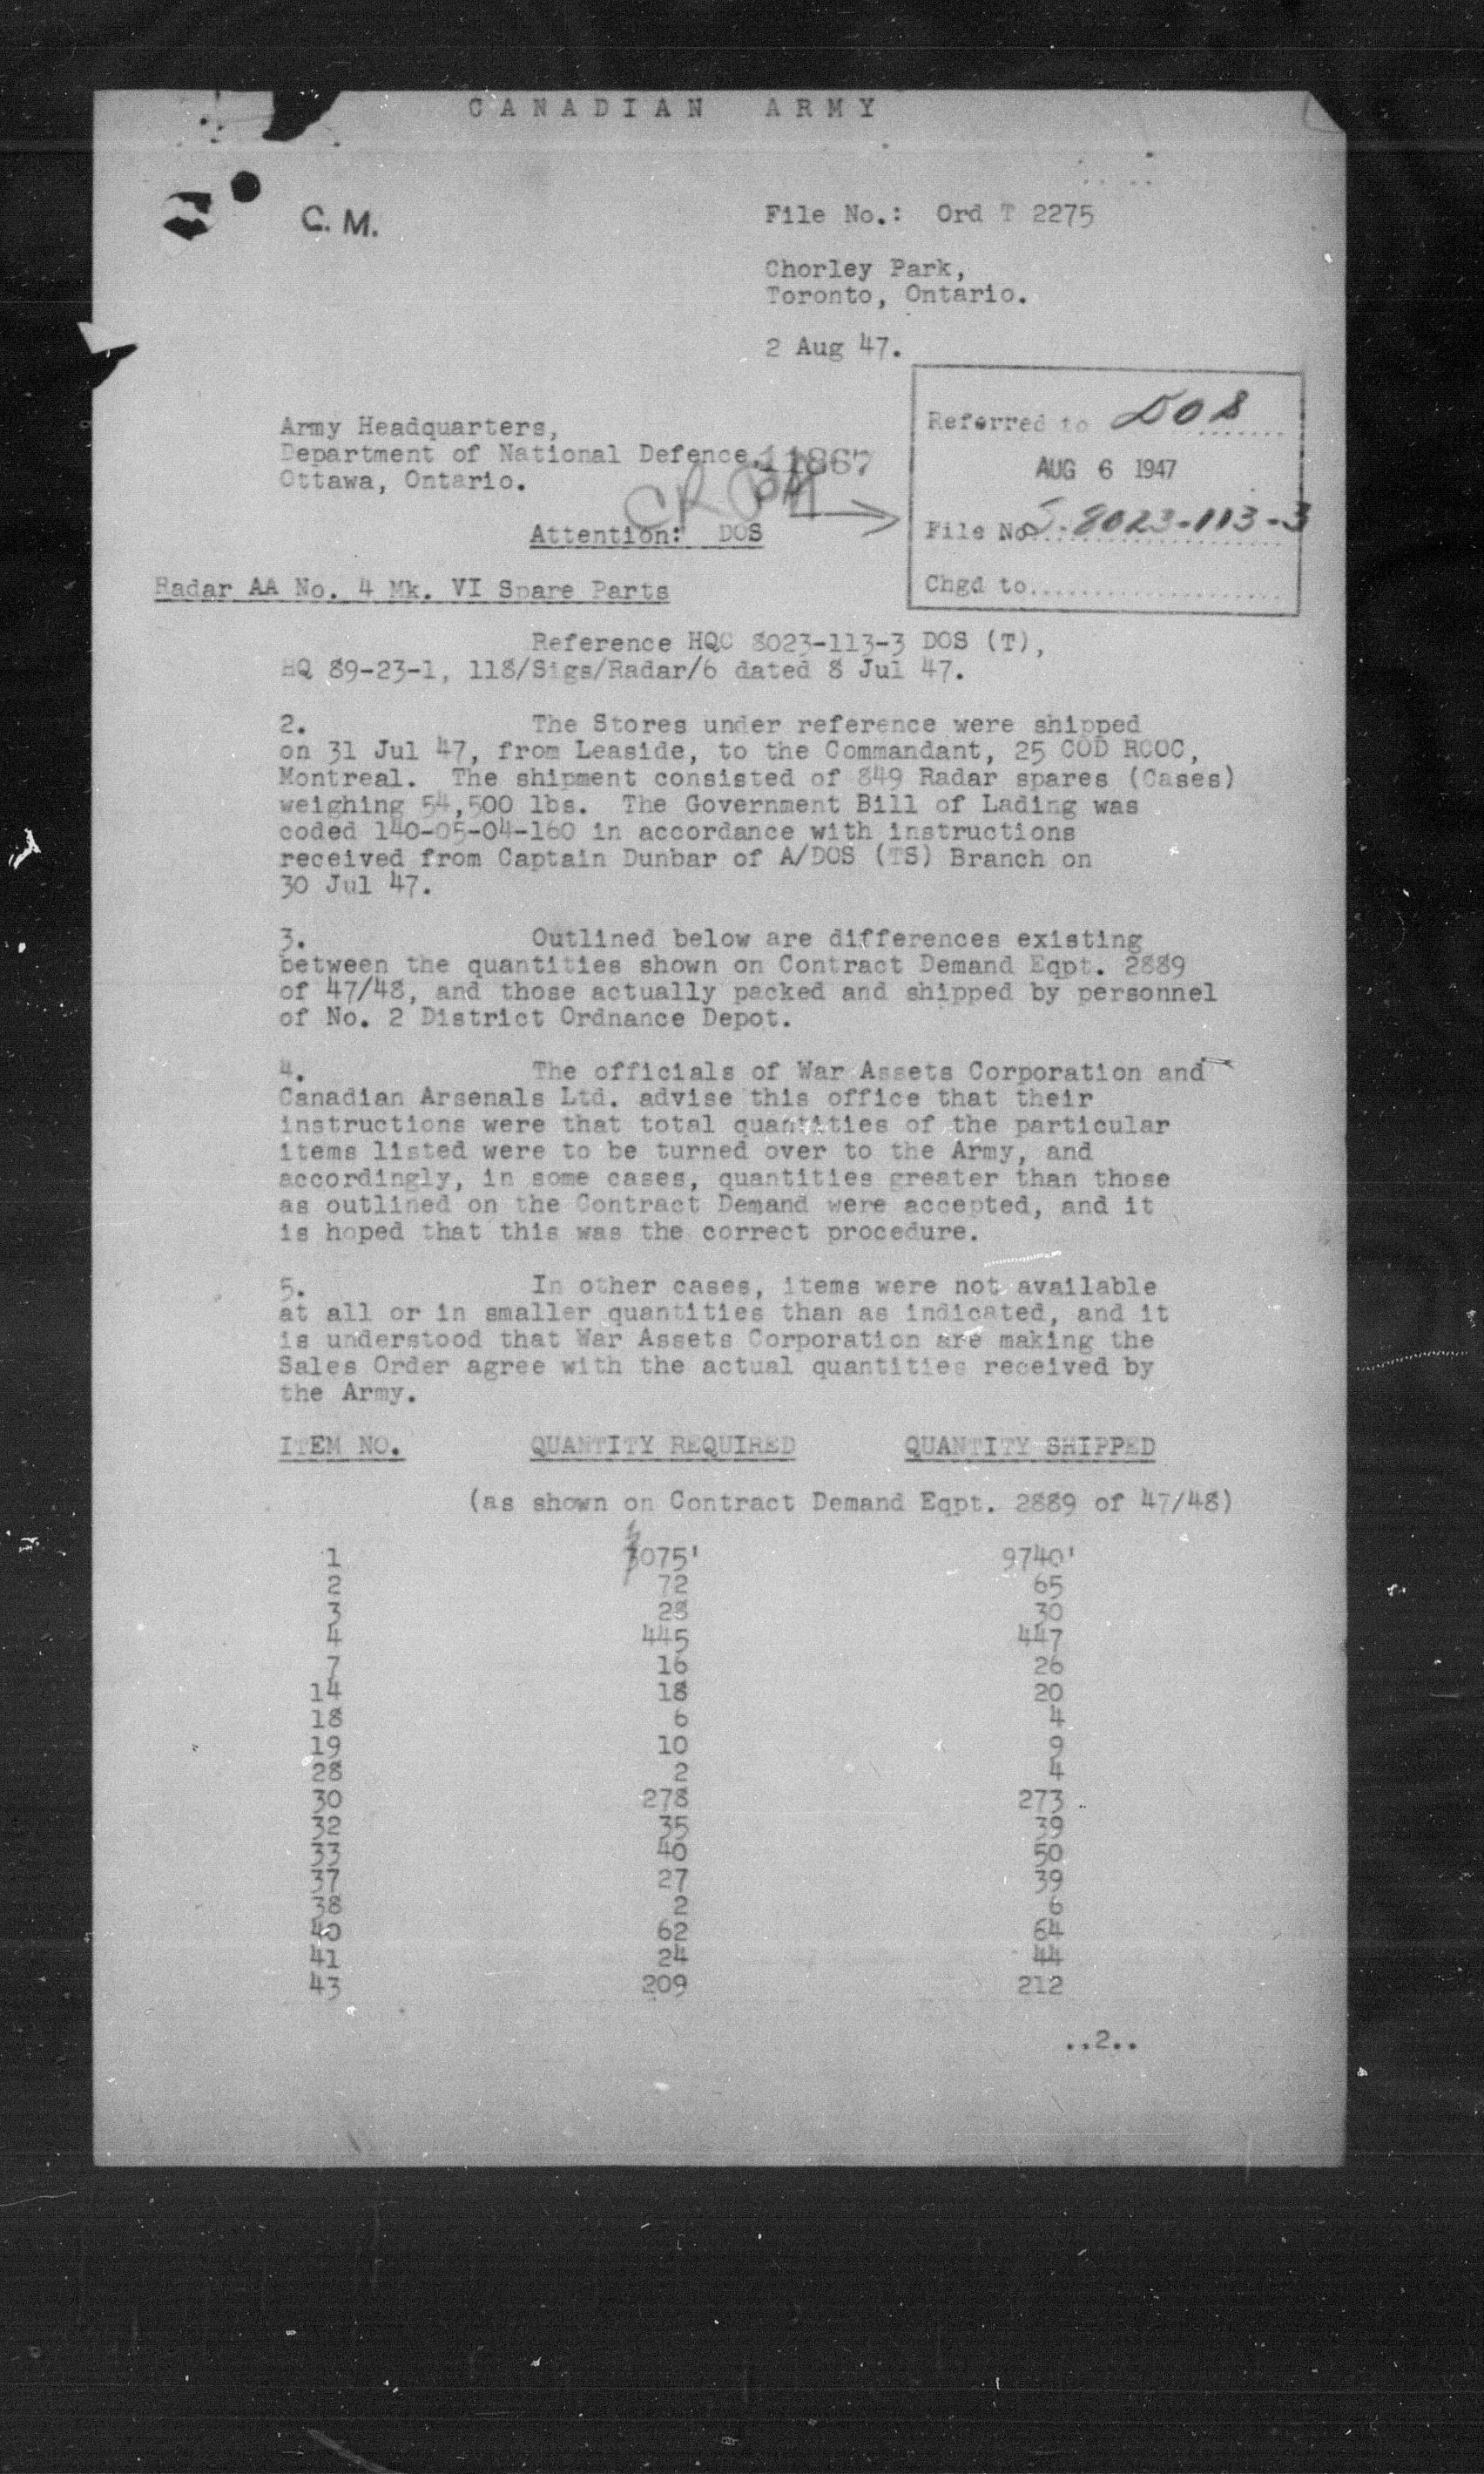 CANADIAN ARMY
C. M.
File No.: Ord T 2275
Chorley Park,
Toronto, Ontario.
2 Aug 47.
Referred to DOS
AUG 6 1947
File No. S-8023-113-3
Chgd to
Army Headquarters,
Department of National Defence,
Ottawa, Ontario.
11867
CR
Attention: DOS
Radar AA No. 4 Mk. VI Spare Parts
Reference HQC 8023-113-3 DOS (T),
HQ 89-23-1, 118/Sigs/Radar/6 dated 8 Jul 47.
2. The Stores under reference were shipped
on 31 Jul 47, from Leaside, to the Commandant, 25 COD RCOC,
Montreal. The shipment consisted of 849 Radar spares (Cases)
weighing 54,500 lbs. The Government Bill of Lading was
coded 140-05-04-160 in accordance with instructions
received from Captain Dunbar of A/DOS (TS) Branch on
30 Jul 47.
3. Outlined below are differences existing
between the quantities shown on Contract Demand Eqpt. 2889
of 47/48, and those actually packed and shipped by personnel
of No. 2 District Ordnance Depot.
4. The officials of War Assets Corporation and
Canadian Arsenals Ltd. advise this office that their
instructions were that total quantities of the particular
items listed were to be turned over to the Army, and
accordingly, in some cases, quantities greater than those
as outlined on the Contract Demand were accepted, and it
is hoped that this was the correct procedure.
5. In other cases, items were not available
at all or in smaller quantities than as indicated, and it
is understood that War Assets Corporation are making the
Sales Order agree with the actual quantities received by
the Army.
ITEM NO. QUANTITY REQUIRED QUANTITY SHIPPED
(as shown on Contract Demand Eqpt. 2889 of 47/48)
1 3075' 9740'
2 72 65
3 28 30
4 445 447
7 16 26
14 18 20
18 6 4
19 10 9
28 2 4
30 278 273
32 35 39
33 40 50
37 27 39
38 2 6
40 62 64
41 24 44
43 209 212
..2..